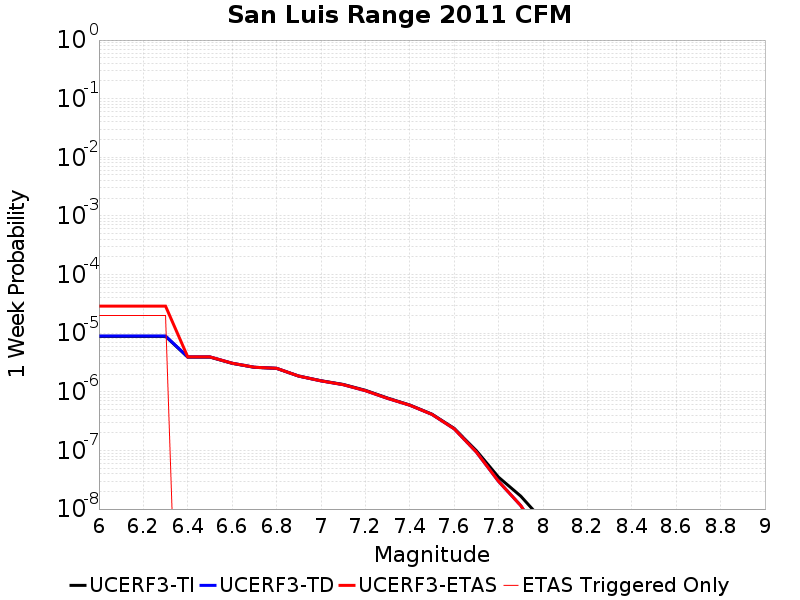 San Luis Range 2011 CFM
1 Week Probability
10^0
10^-1
10^-2
10^-3
10^-4
10^-5
10^-6
10^-7
10^-8
6 6.2 6.4 6.6 6.8 7 7.2 7.4 7.6 7.8 8 8.2 8.4 8.6 8.8 9
Magnitude
UCERF3-TI UCERF3-TD UCERF3-ETAS ETAS Triggered Only